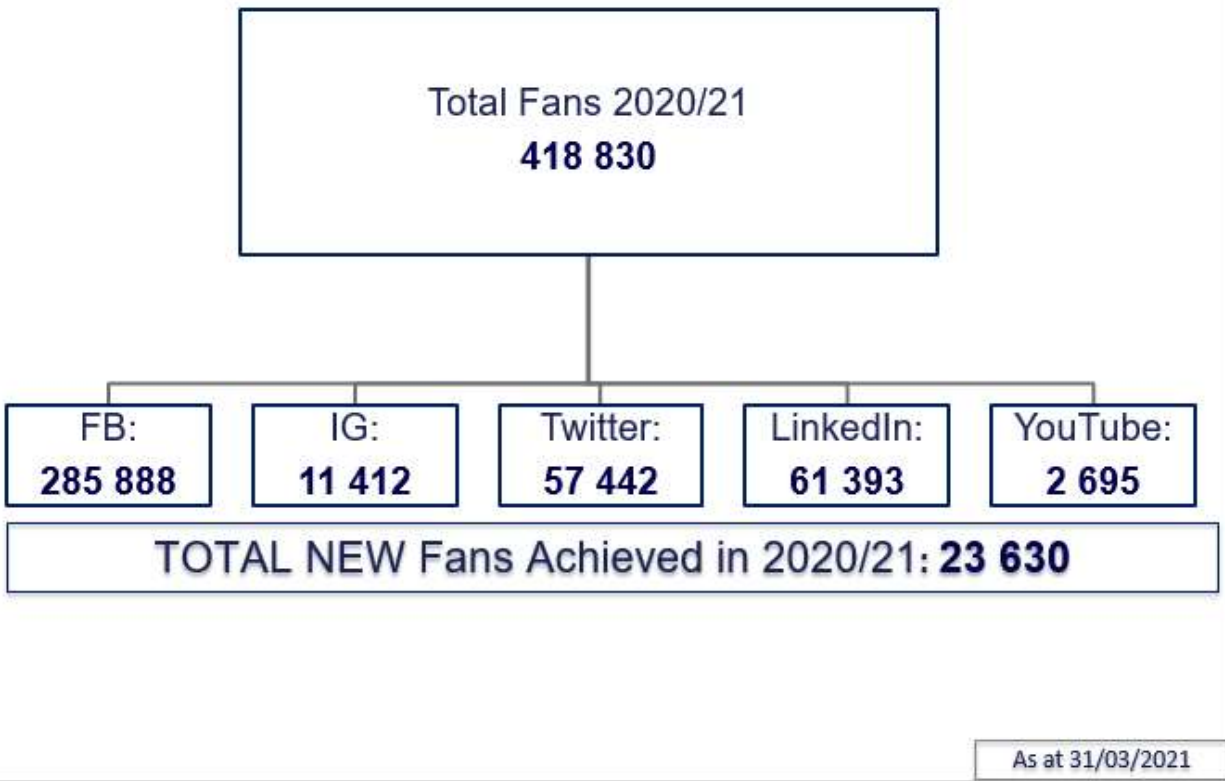 Total Fans 2020/21
418 830
FB:
285 888
IG:
11 412
Twitter:
57 442
LinkedIn:
61 393
YouTube:
2 695
TOTAL NEW Fans Achieved in 2020/21: 23 630
As at 31/03/2021